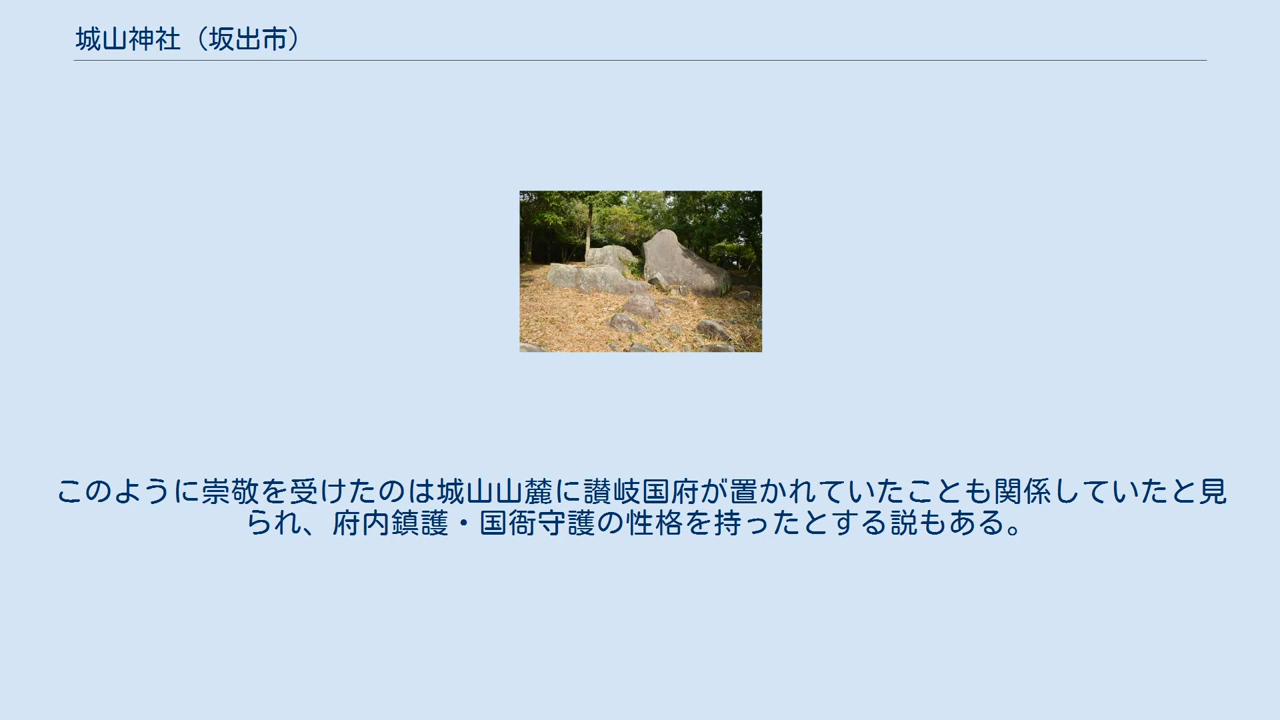 城山神社（坂出市）
このように崇敬を受けたのは城山山麓に讃岐国府が置かれていたことも関係していたと見
られ、府内鎮護・国衙守護の性格を持ったとする説もある。